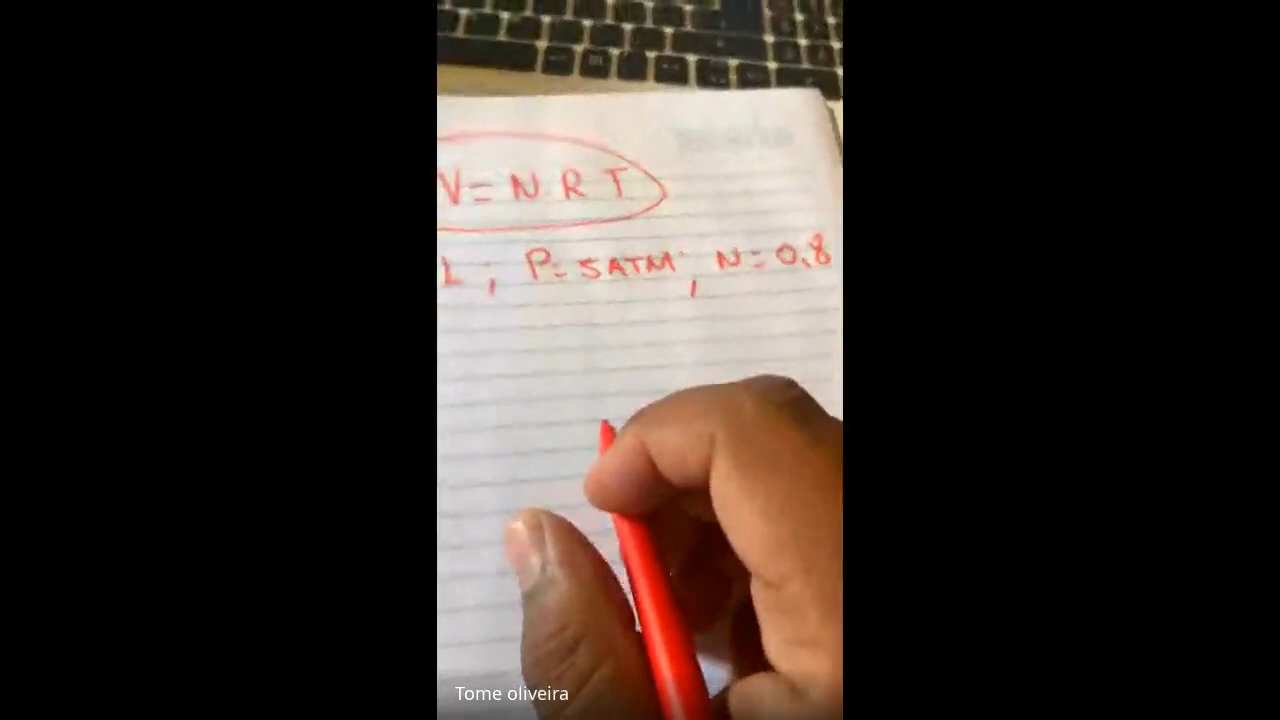 V= N. R T
L, P= 5ATM, N= 0,8
Tome oliveira